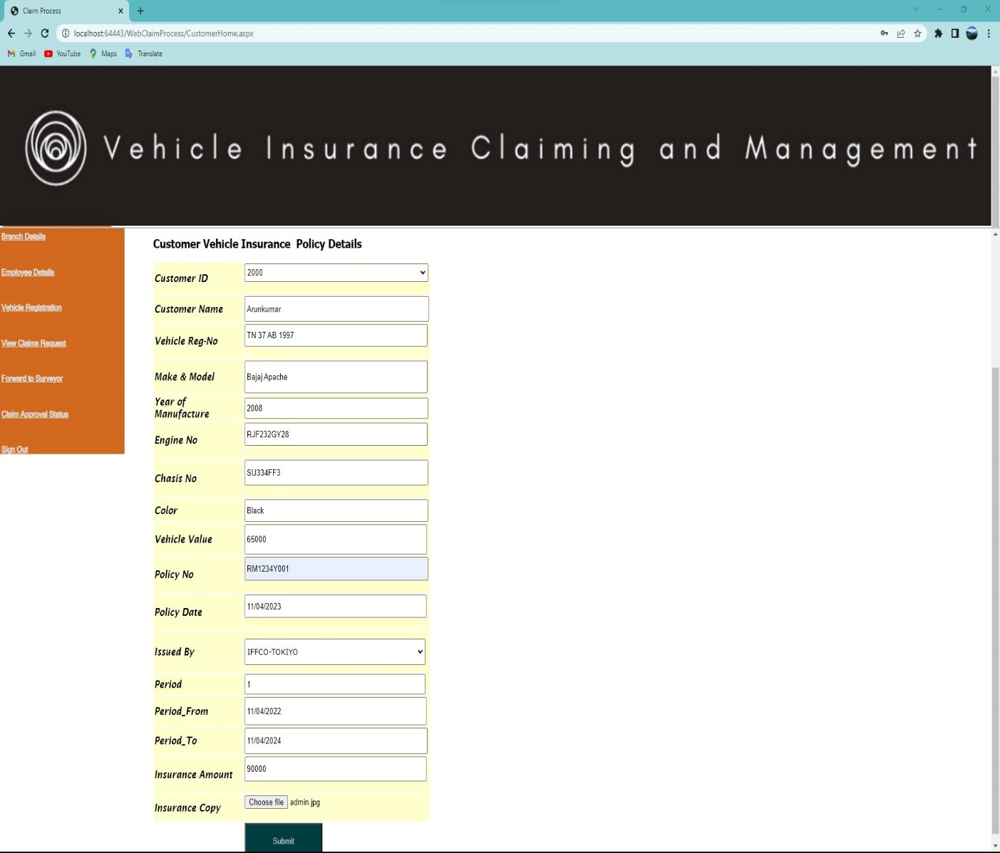 Claim Process
localhost:64443/WebClaimProcess/CustomerHome.aspx
Gmail YouTube Maps Translate
Vehicle Insurance Claiming and Management
Branch Details
Employee Details
Vehicle Registration
View Claims Request
Forward to Surveyor
Claim Approval Status
Sign Out
Customer Vehicle Insurance Policy Details
Customer ID 2000
Customer Name Arunkumar
Vehicle Reg-No TN 37 AB 1997
Make & Model Bajaj Apache
Year of
Manufacture 2008
Engine No RJF232GY28
Chasis No SU334FF3
Color Black
Vehicle Value 65000
Policy No RM1234Y001
Policy Date 11/04/2023
Issued By IFFCO-TOKIYO
Period 1
Period_From 11/04/2022
Period_To 11/04/2024
Insurance Amount 90000
Insurance Copy Choose file admin.jpg
Submit